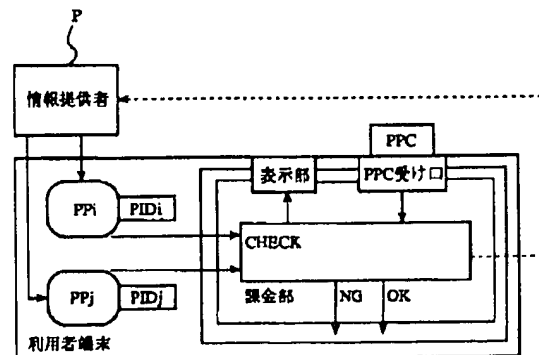 P
情報提供者
PPC
表示部
PPC受け口
PPi
PIDi
CHECK
PPj
PIDj
課金部
NG
OK
利用者端末